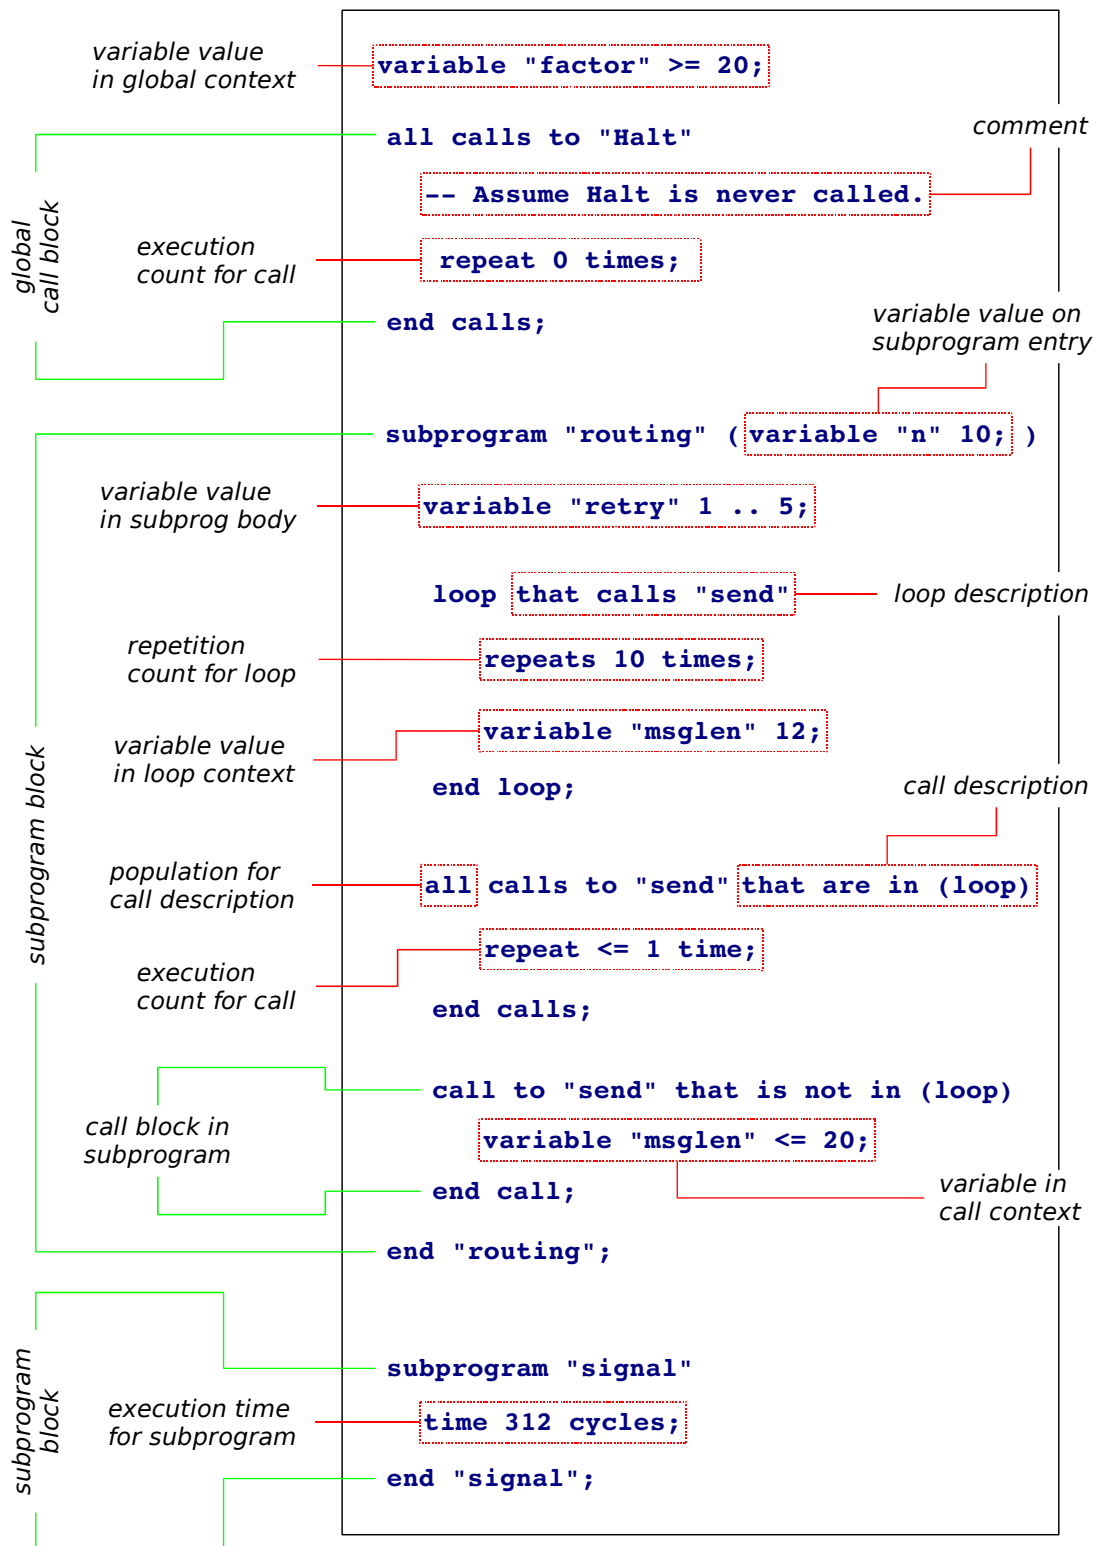 variable value
in global context
variable "factor" >= 20;
all calls to "Halt"
comment
-- Assume Halt is never called.
global
call block
execution
count for call
repeat 0 times;
end calls;
variable value on
subprogram entry
subprogram "routing" ( variable "n" 10; )
variable value
in subprog body
variable "retry" 1 .. 5;
loop that calls "send"
loop description
repetition
count for loop
repeats 10 times;
variable value
in loop context
variable "msglen" 12;
end loop;
subprogram block
call description
population for
call description
all calls to "send" that are in (loop)
execution
count for call
repeat <= 1 time;
end calls;
call to "send" that is not in (loop)
call block in
subprogram
variable "msglen" <= 20;
end call;
variable in
call context
end "routing";
subprogram
block
subprogram "signal"
execution time
for subprogram
time 312 cycles;
end "signal";